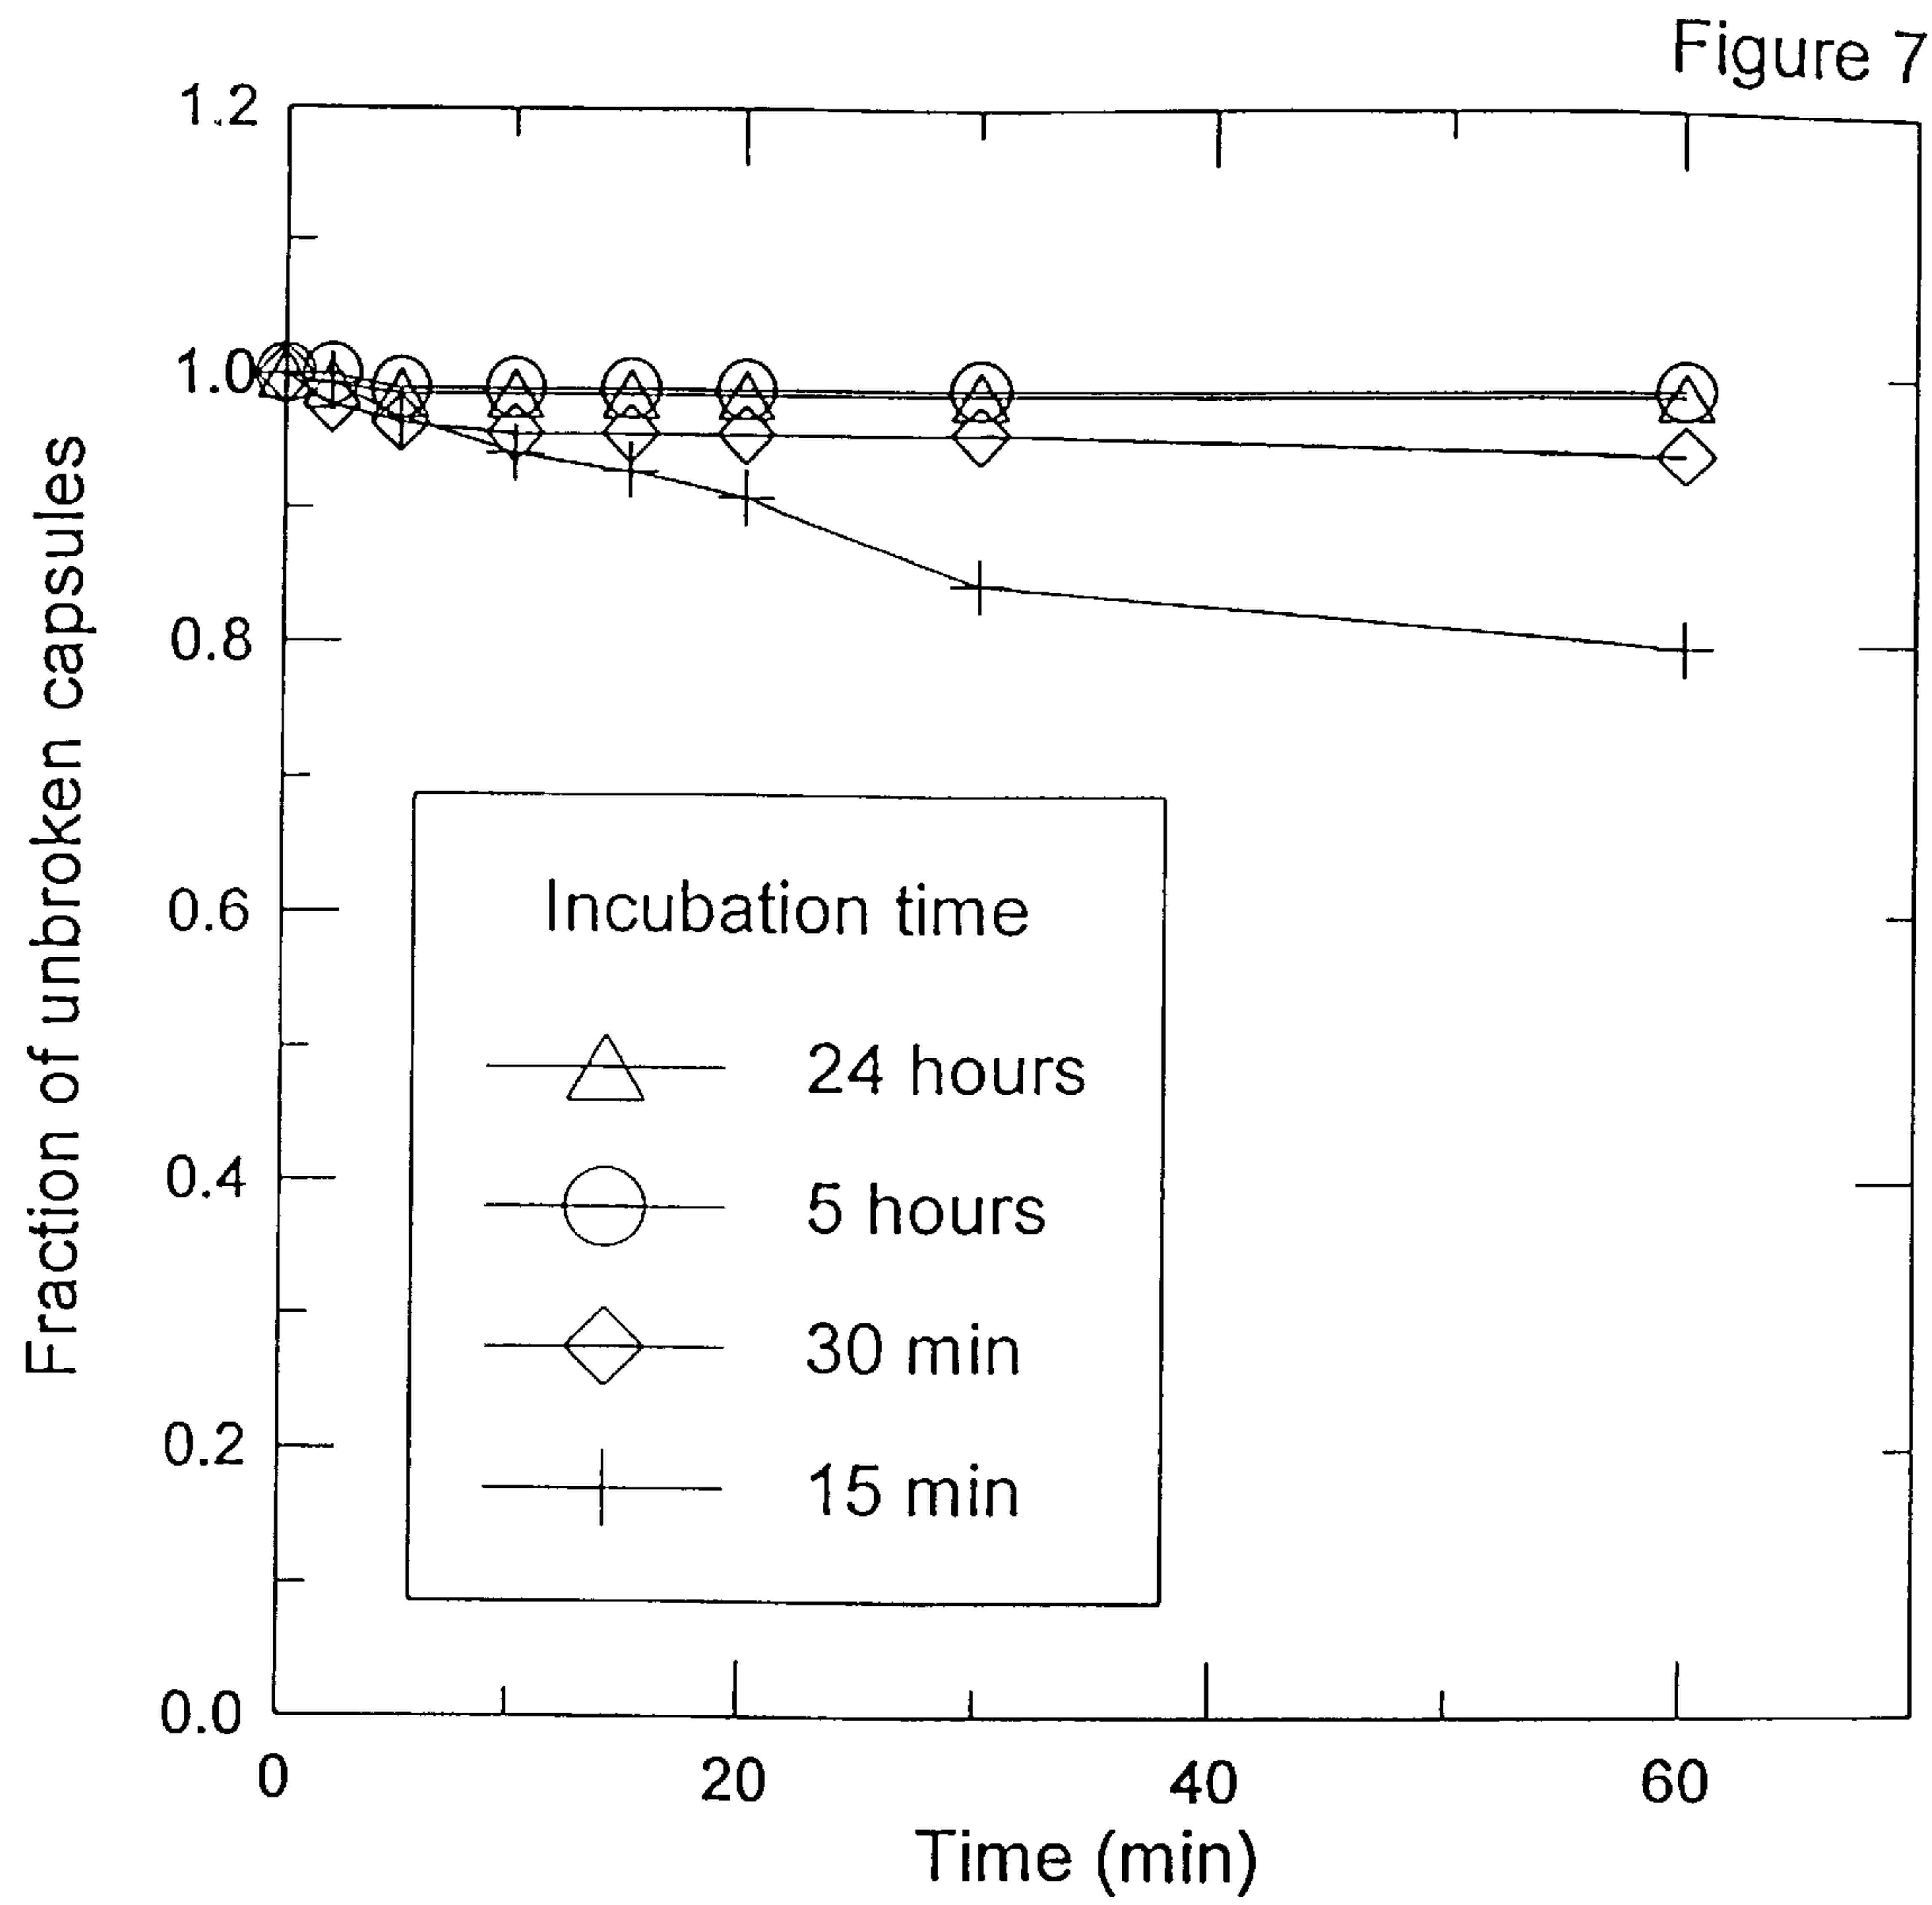 Figure 7
1.2
1.0
0.8
0.6
0.4
0.2
0.0
Fraction of unbroken capsules
Incubation time
24 hours
5 hours
30 min
15 min
0 20 40 60
Time (min)